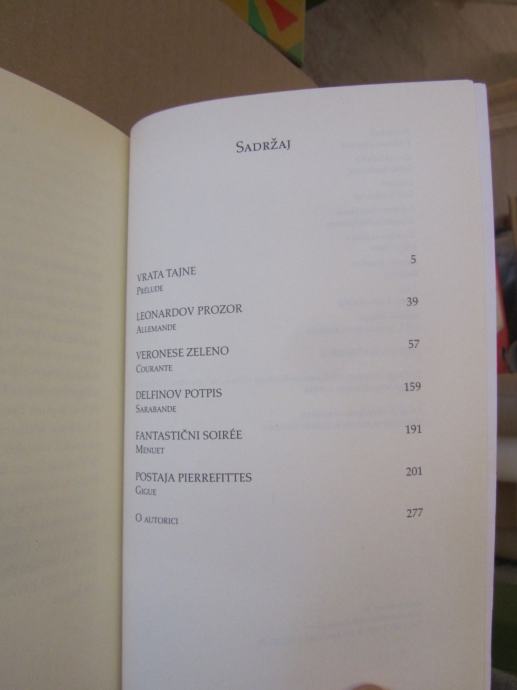 SADRŽAJ
VRATA TAJNE 5
PRÉLUDE
LEONARDOV PROZOR 39
ALLEMANDE
VERONESE ZELENO 57
COURANTE
DELFINOV POTPIS 159
SARABANDE
FANTASTIČNI SOIRÉE 191
MENUET
POSTAJA PIERREFITTES 201
GIGUE
O AUTORICI 277